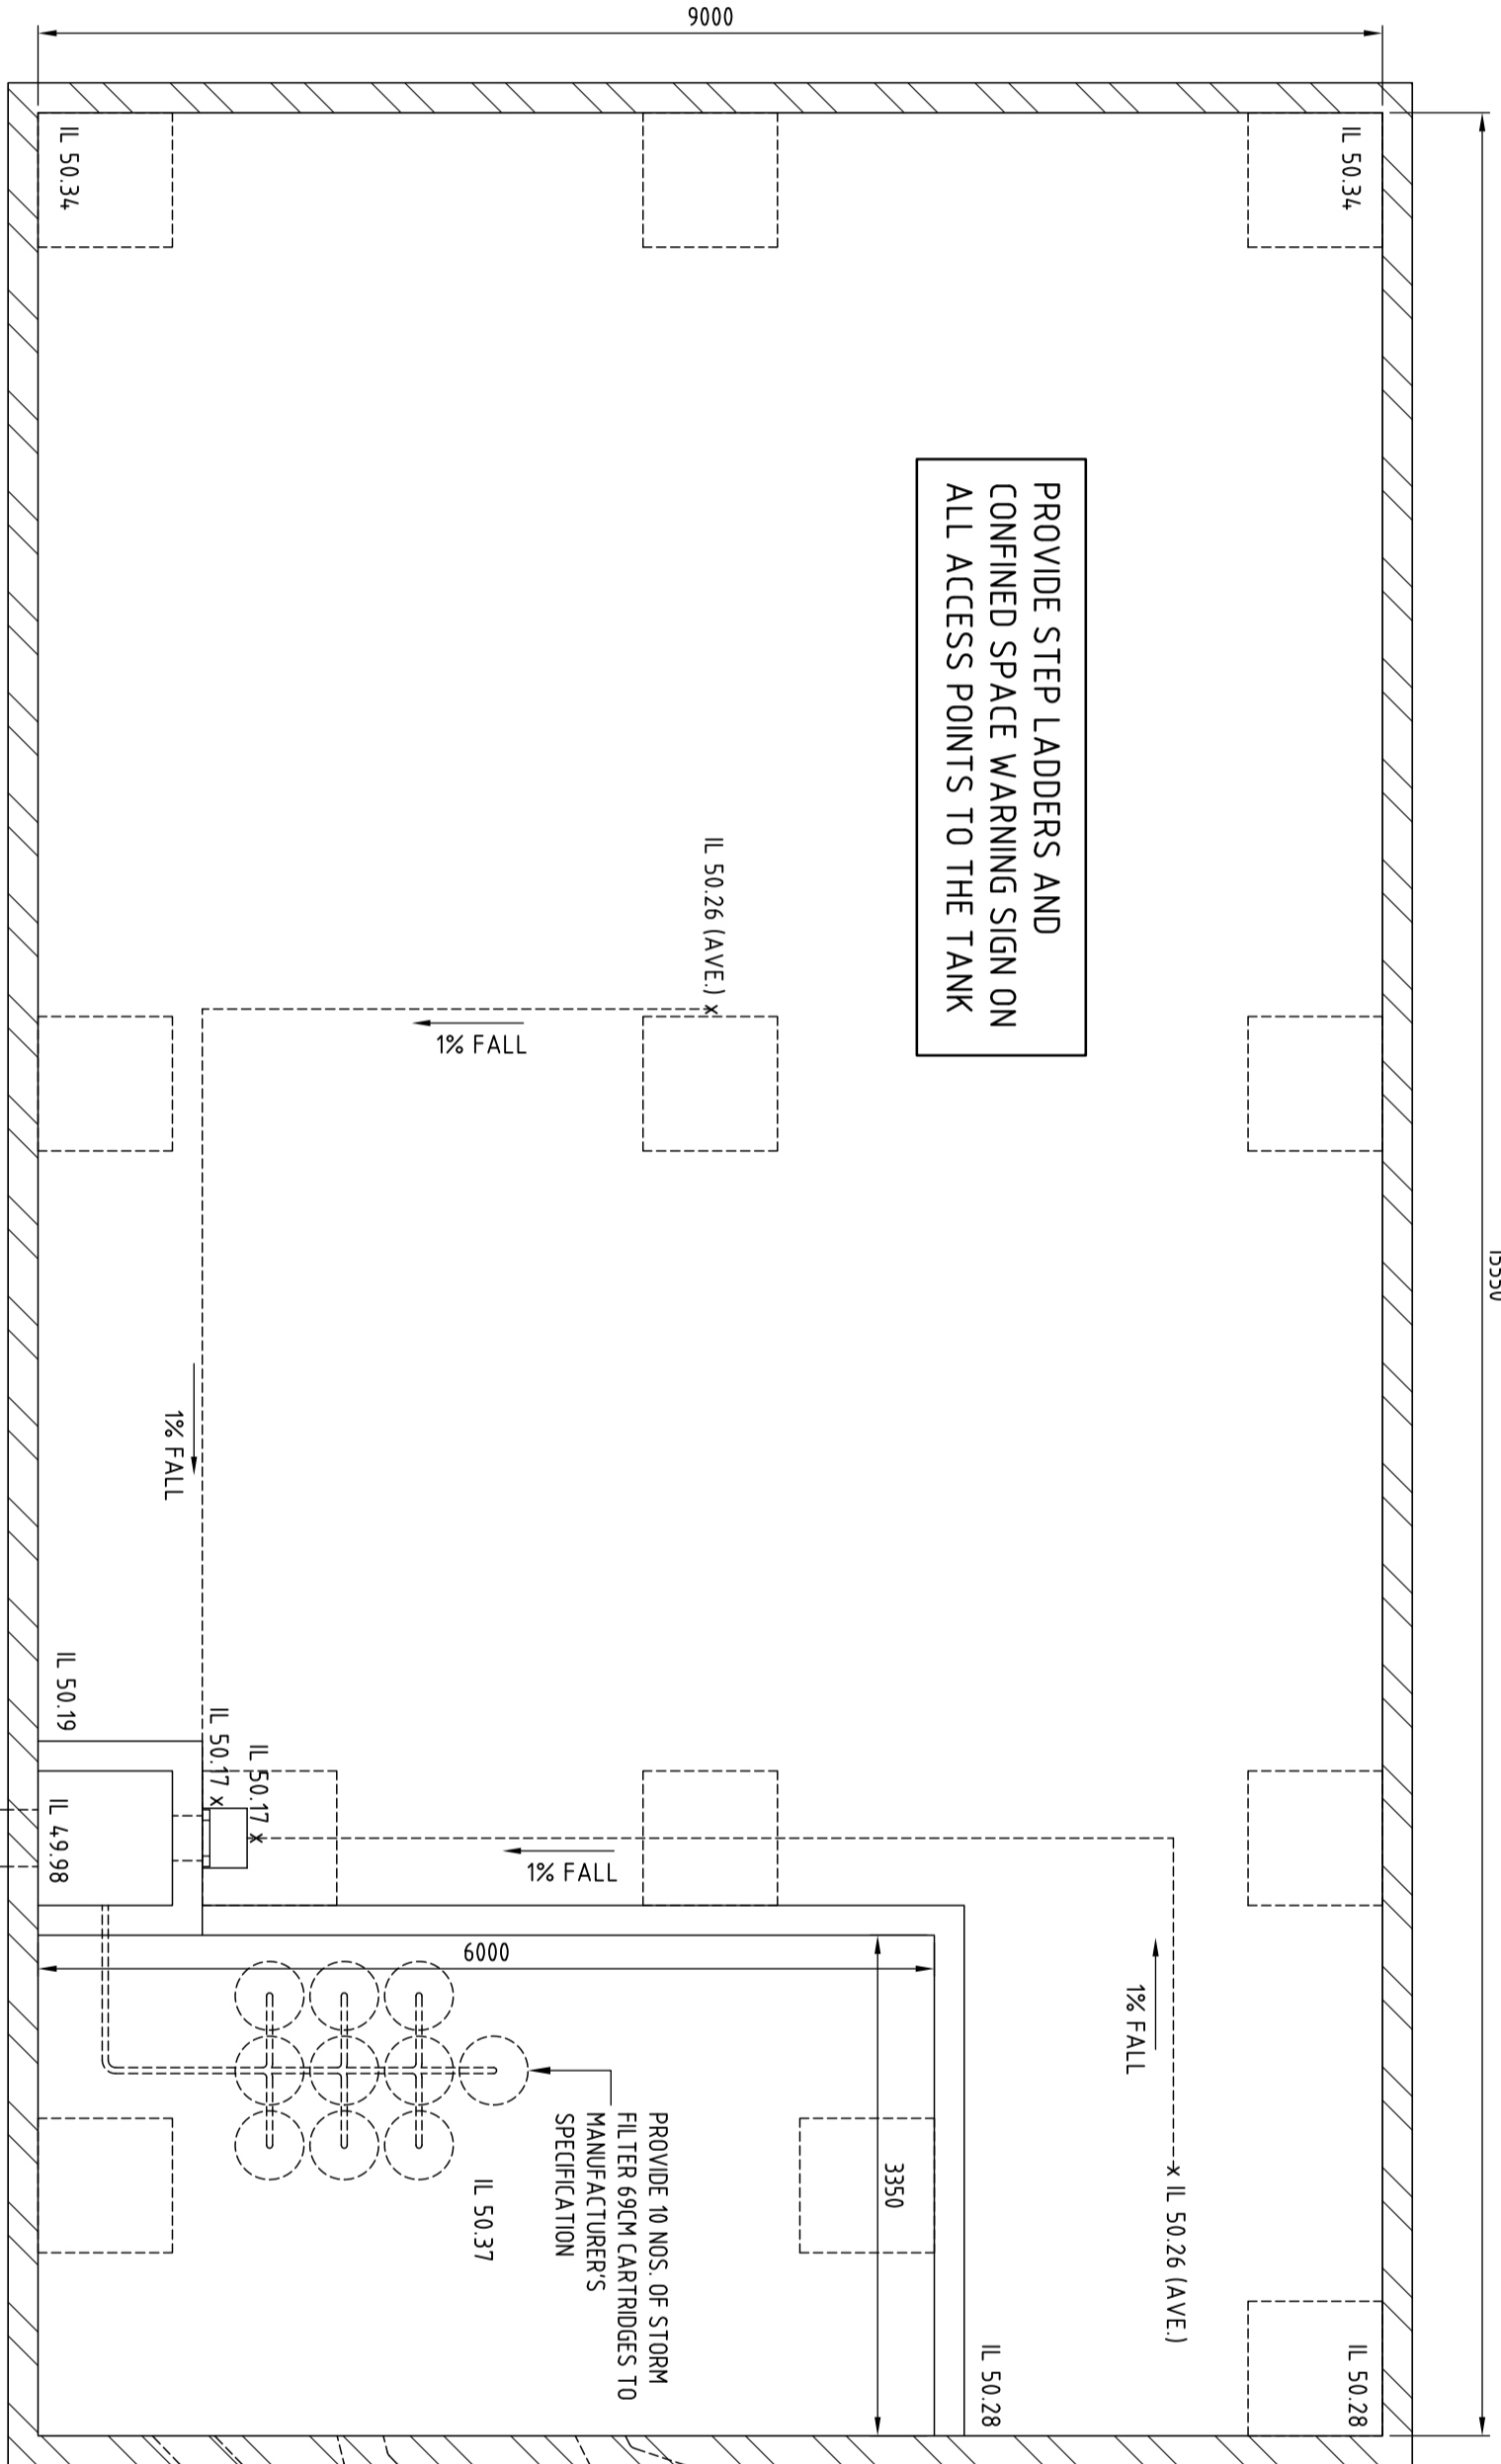 9000
15550
IL 50.34
IL 50.34
PROVIDE STEP LADDERS AND
CONFINED SPACE WARNING SIGN ON
ALL ACCESS POINTS TO THE TANK
IL 50.26 (AVE.) x
1% FALL
1% FALL
IL 50.19
IL 50.17 x
IL 50.17 x
IL 49.98
1% FALL
1% FALL
6000
3350
x IL 50.26 (AVE.)
PROVIDE 10 NOS. OF STORM
FILTER 69CM CARTRIDGES TO
MANUFACTURER'S
SPECIFICATION
IL 50.37
IL 50.28
IL 50.28